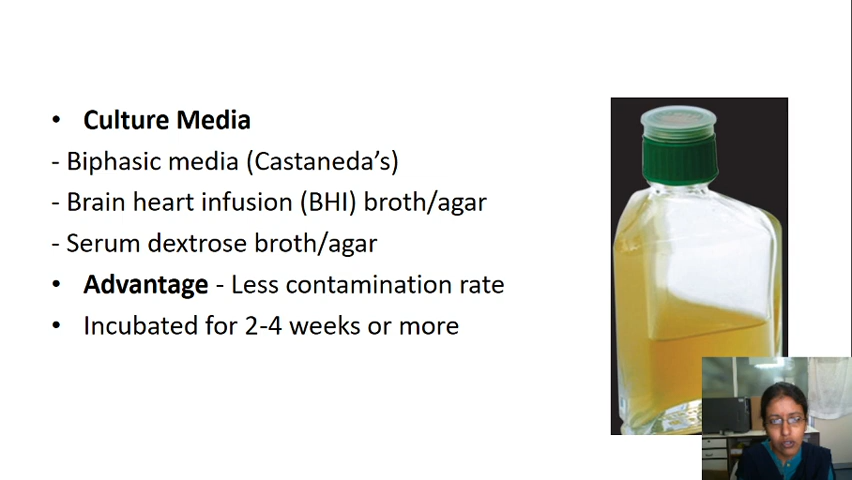 • Culture Media
- Biphasic media (Castaneda’s)
- Brain heart infusion (BHI) broth/agar
- Serum dextrose broth/agar
• Advantage - Less contamination rate
• Incubated for 2-4 weeks or more